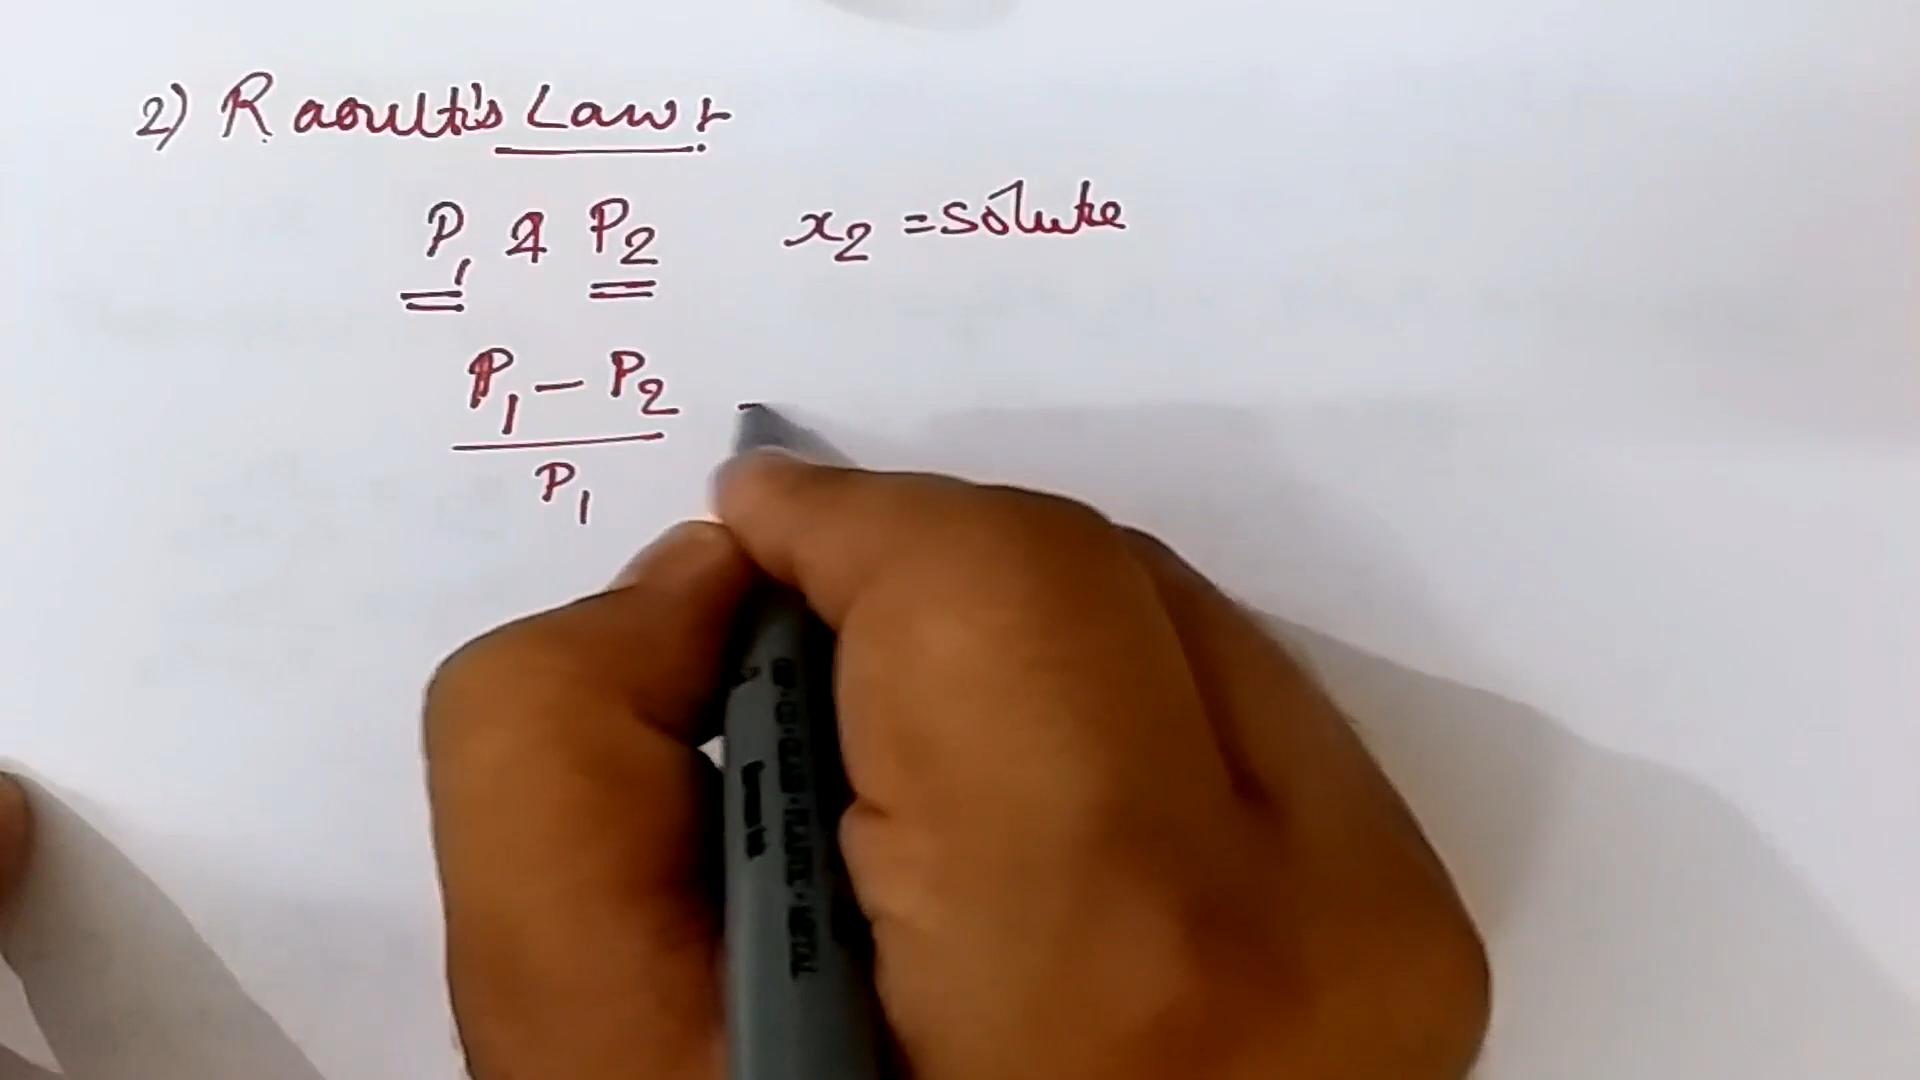 2) Raoult's Law:
P₁ & P₂ x₂ = solute
P₁ – P₂
P₁